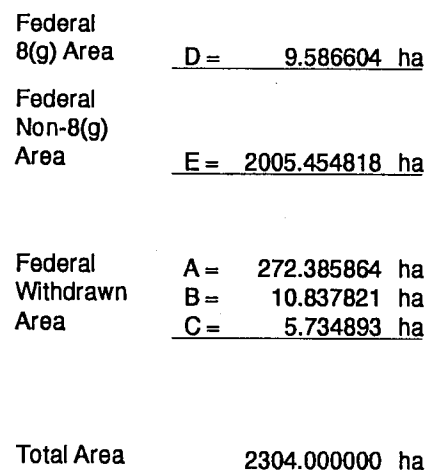 Federal
8(g) Area D = 9.586604 ha
Federal
Non-8(g)
Area E = 2005.454818 ha
Federal A = 272.385864 ha
Withdrawn B = 10.837821 ha
Area C = 5.734893 ha
Total Area 2304.000000 ha